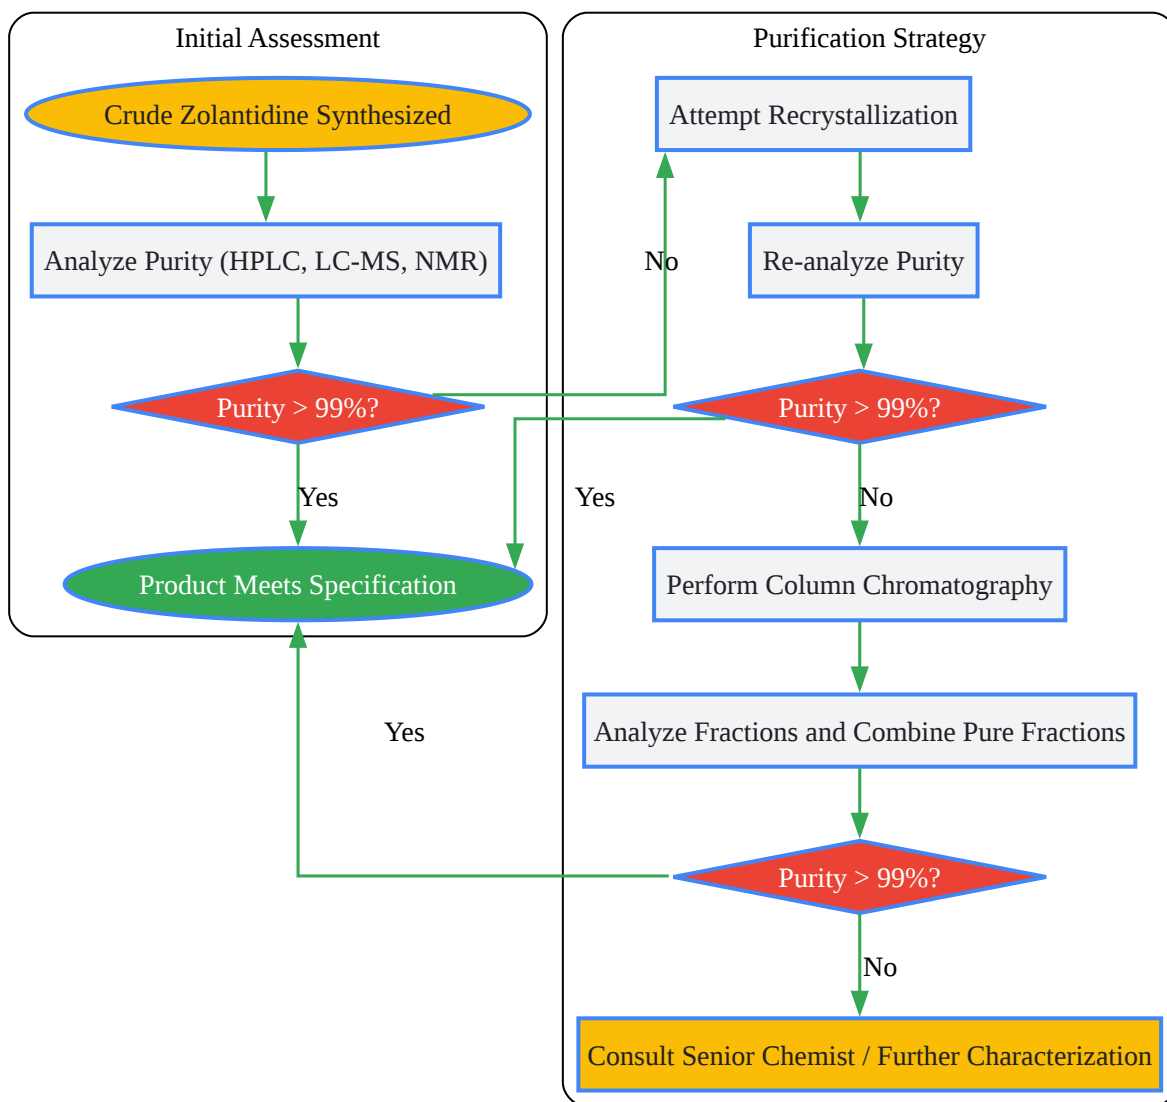 Initial Assessment
Crude Zolantidine Synthesized
Analyze Purity (HPLC, LC-MS, NMR)
Purity > 99%?
Yes
Product Meets Specification
Yes
Purification Strategy
Attempt Recrystallization
No
Re-analyze Purity
Purity > 99%?
Yes
No
Perform Column Chromatography
Analyze Fractions and Combine Pure Fractions
Purity > 99%?
No
Consult Senior Chemist / Further Characterization